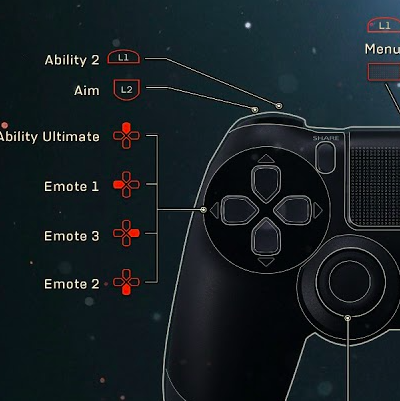 L1
Menu
Ability 2 L1
Aim L2
Ability Ultimate
SHARE
Emote 1
Emote 3
Emote 2